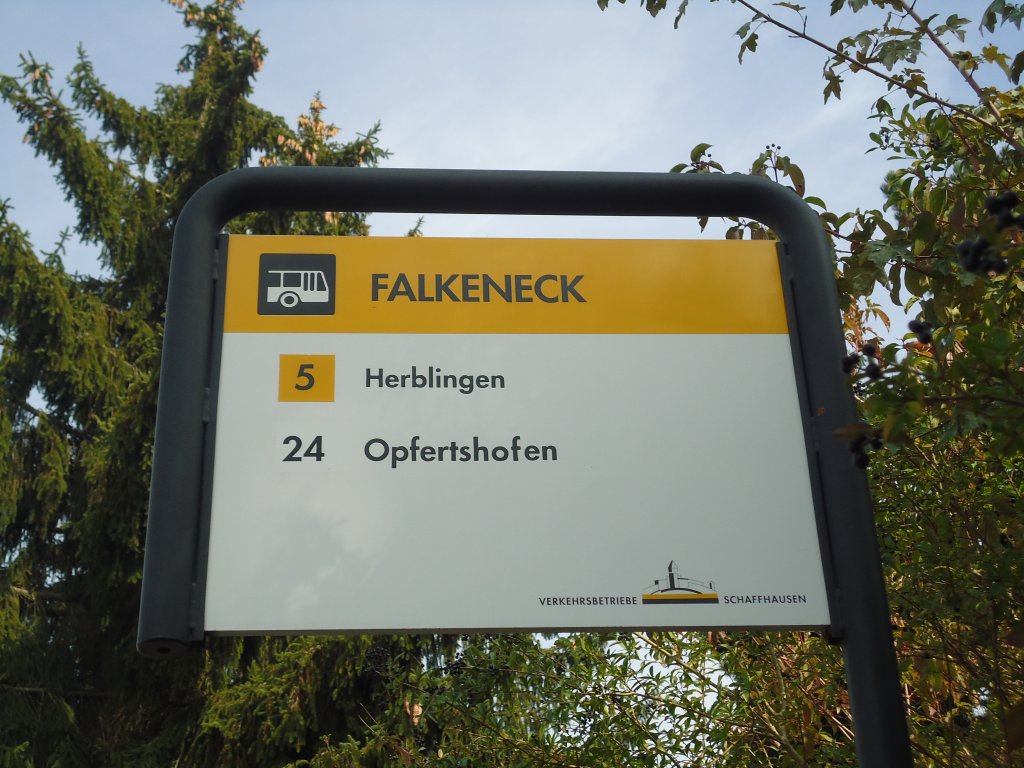 FALKENECK
5 Herblingen
24 Opfertshofen
VERKEHRSBETRIEBE SCHAFFHAUSEN